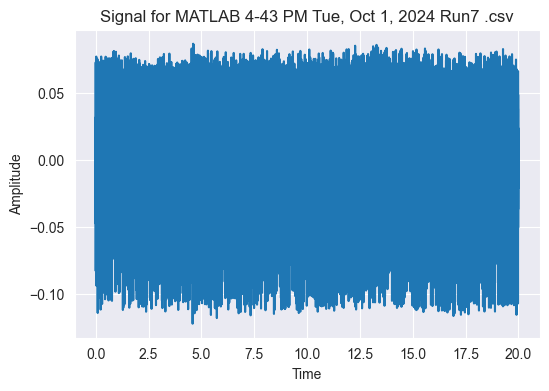 Signal for MATLAB 4-43 PM Tue, Oct 1, 2024 Run7 .csv
0.05
0.00
−0.05
−0.10
Amplitude
0.0 2.5 5.0 7.5 10.0 12.5 15.0 17.5 20.0
Time